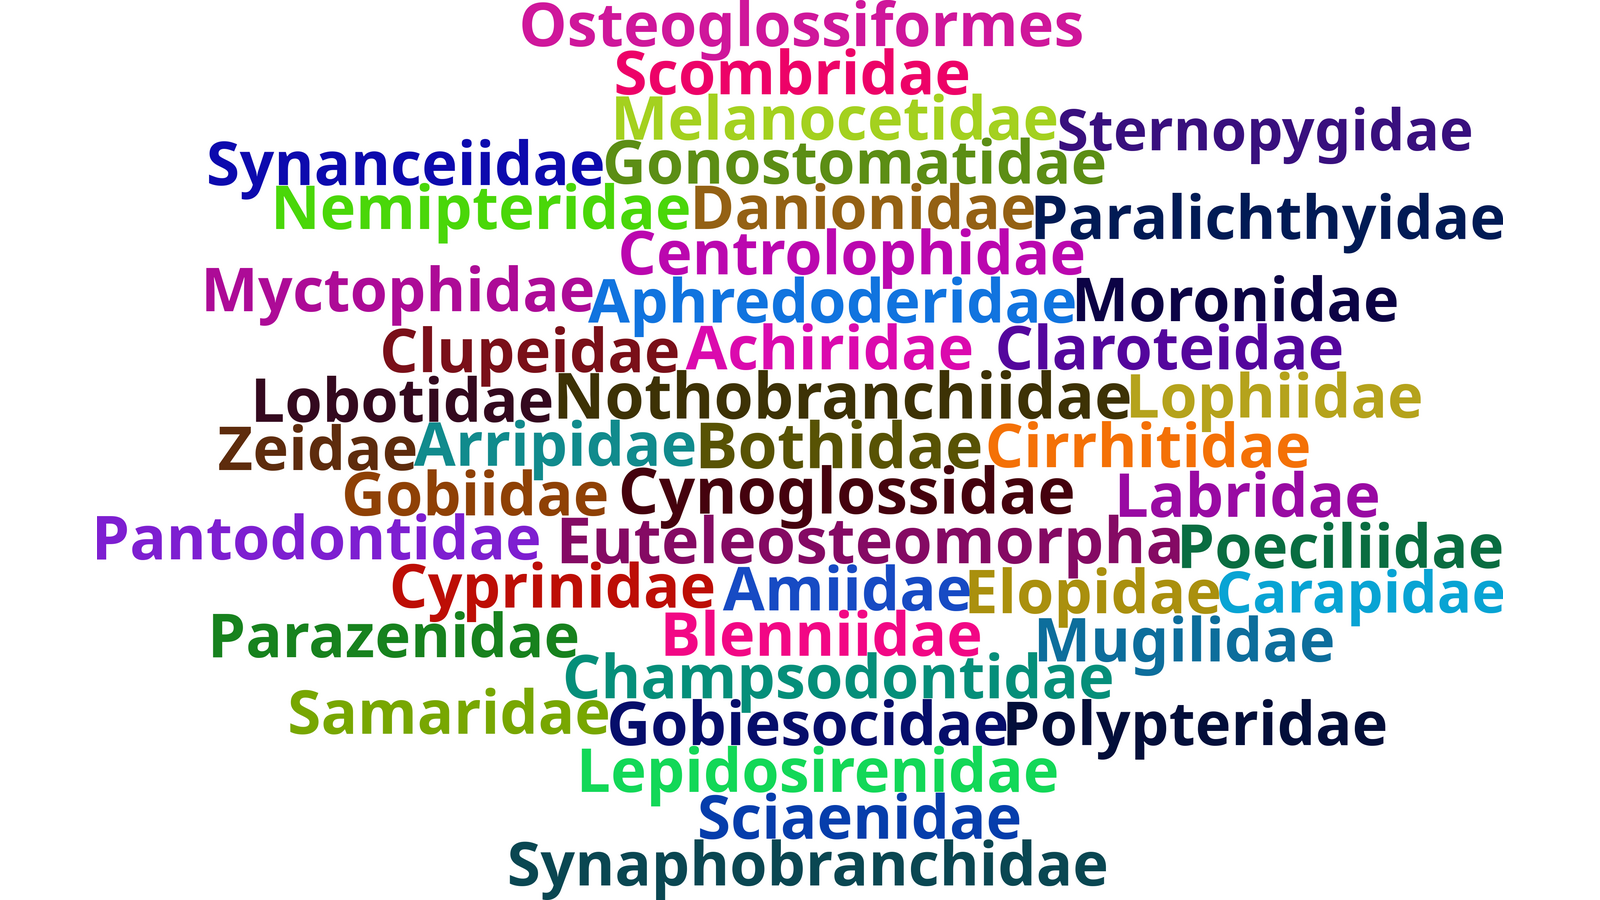 Osteoglossiformes
Scombridae
Melanocetidae Sternopygidae
Synanceiidae Gonostomatidae
Nemipteridae Danionidae Paralichthyidae
Centrolophidae
Myctophidae Aphredoderidae Moronidae
Clupeidae Achiridae Claroteidae
Lobotidae Nothobranchiidae Lophiidae
Zeidae Arripidae Bothidae Cirrhitidae
Gobiidae Cynoglossidae Labridae
Pantodontidae Euteleosteomorpha Poeciliidae
Cyprinidae Amiidae Elopidae Carapidae
Parazenidae Blenniidae Mugilidae
Champsodontidae
Samaridae Gobiesocidae Polypteridae
Lepidosirenidae
Sciaenidae
Synaphobranchidae